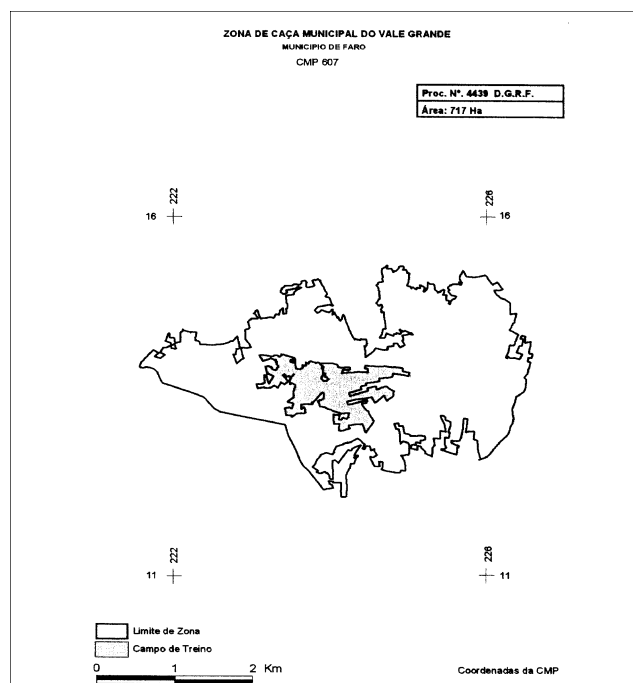 ZONA DE CAÇA MUNICIPAL DO VALE GRANDE
MUNICIPIO DE FARO
CMP 607
Proc. Nº. 4439 D.G.R.F.
Área: 717 Ha
222
226
16
16
222
226
11
11
Limite de Zona
Campo de Treino
0 1 2 Km
Coordenadas da CMP